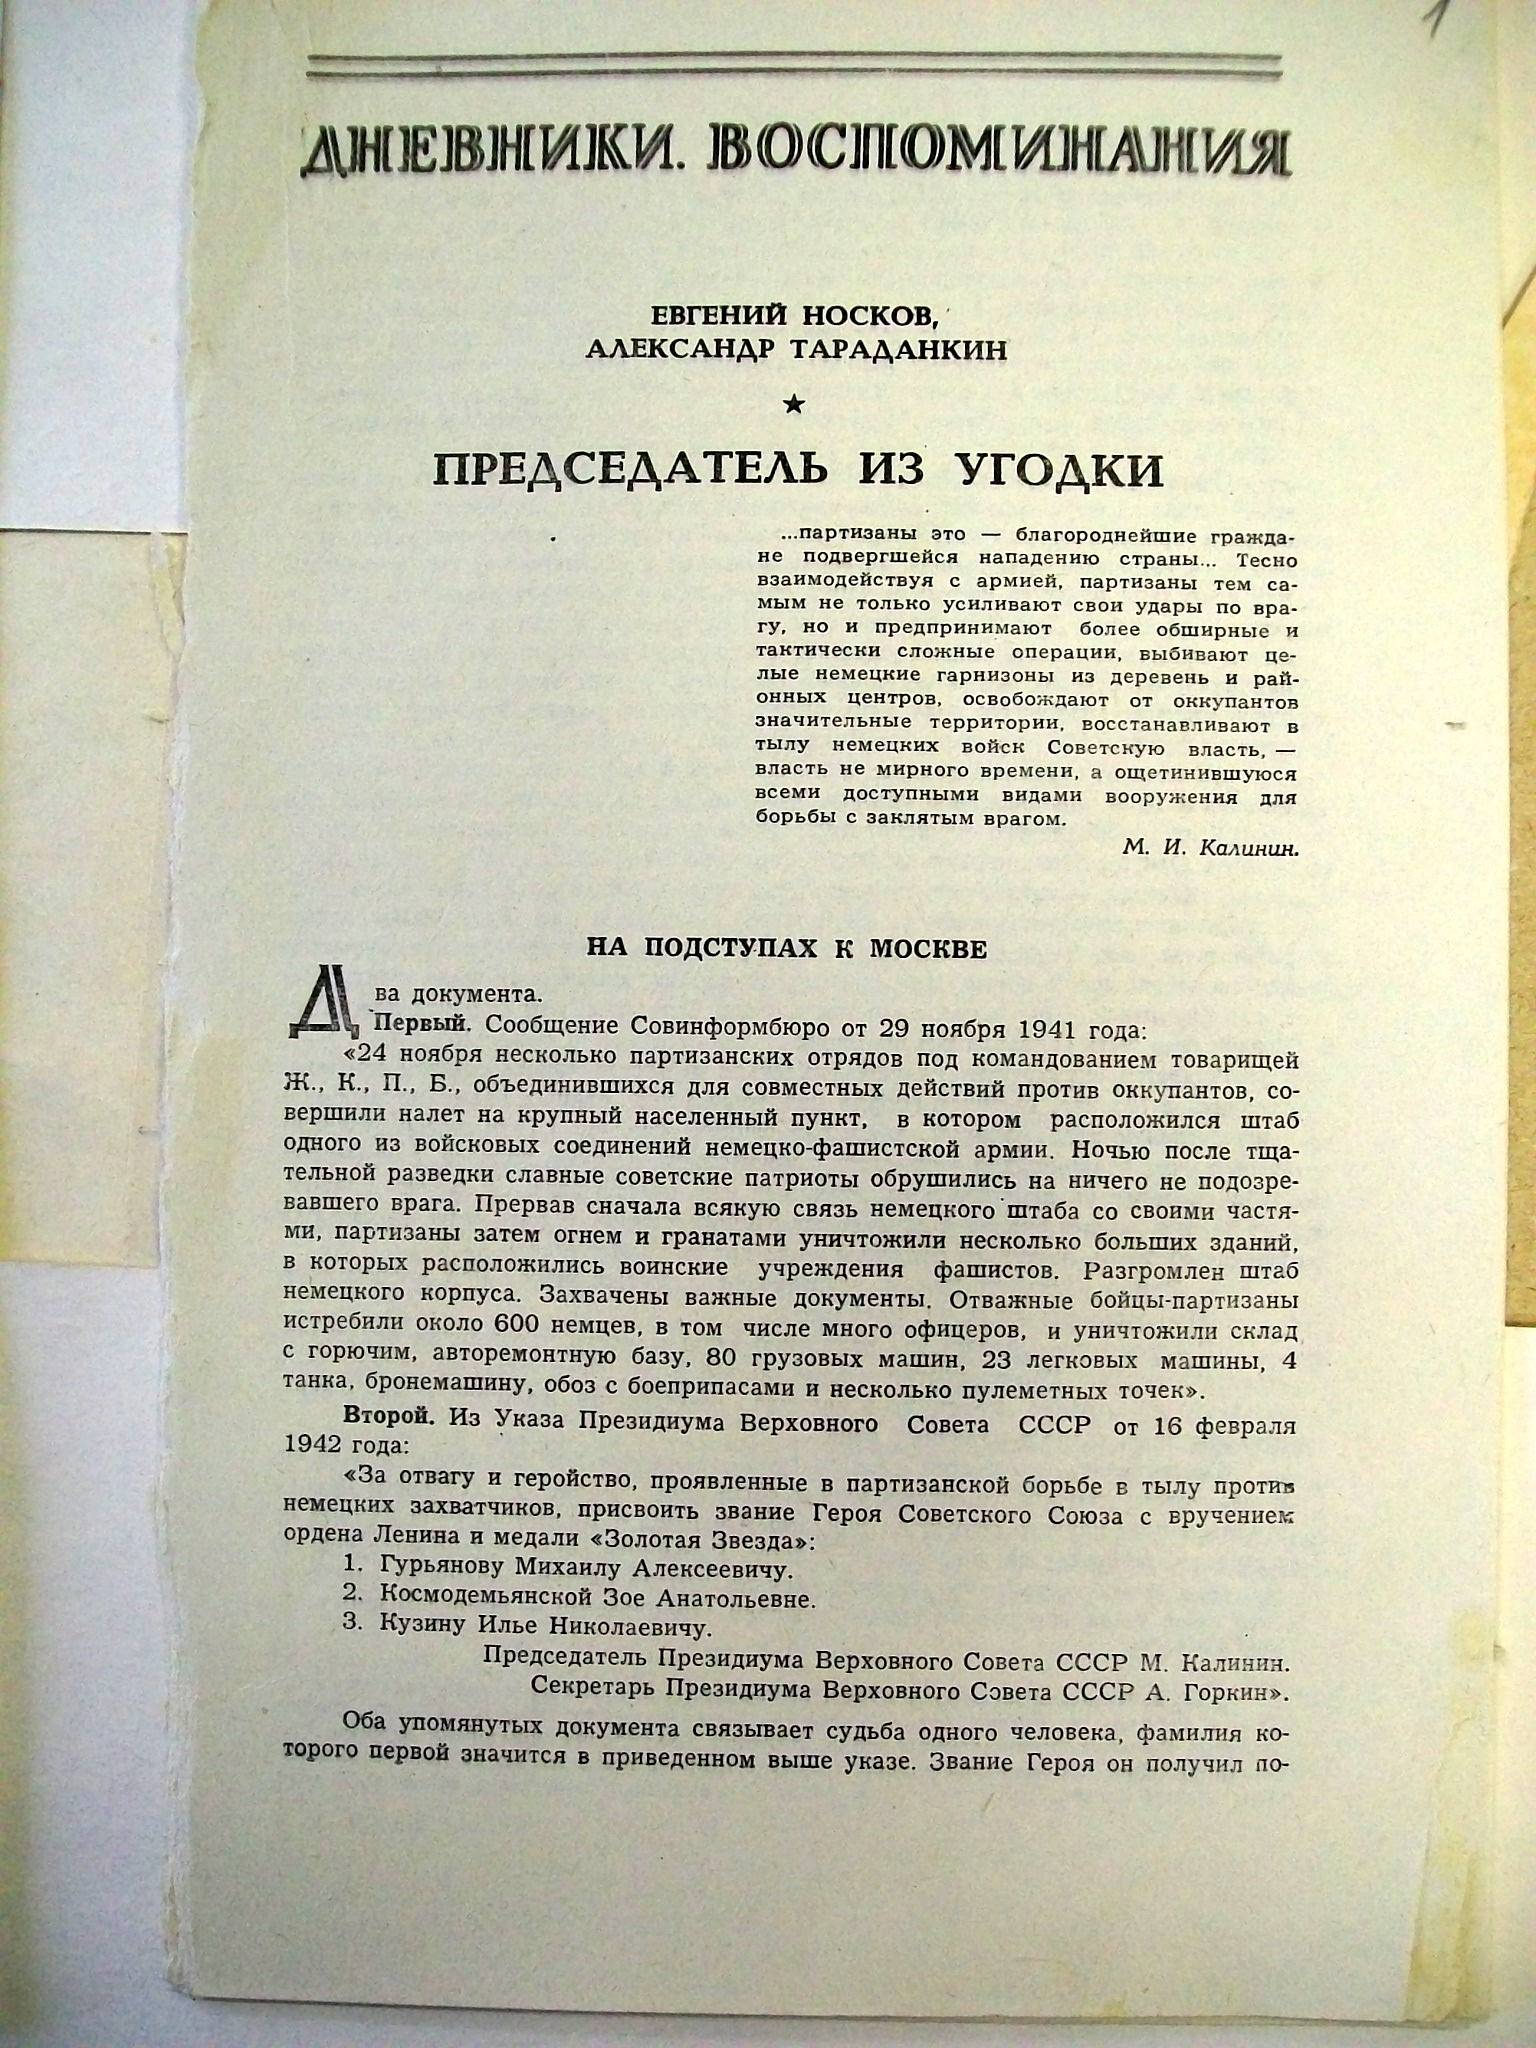 1
ДНЕВНИКИ. ВОСПОМИНАНИЯ
ЕВГЕНИЙ НОСКОВ,
АЛЕКСАНДР ТАРАДАНКИН
★
ПРЕДСЕДАТЕЛЬ ИЗ УГОДКИ
...партизаны это — благороднейшие гражда-
не подвергшейся нападению страны... Тесно
взаимодействуя с армией, партизаны тем са-
мым не только усиливают свои удары по вра-
гу, но и предпринимают более обширные и
тактически сложные операции, выбивают це-
лые немецкие гарнизоны из деревень и рай-
онных центров, освобождают от оккупантов
значительные территории, восстанавливают в
тылу немецких войск Советскую власть, —
власть не мирного времени, а ощетинившуюся
всеми доступными видами вооружения для
борьбы с заклятым врагом.
М. И. Калинин.
НА ПОДСТУПАХ К МОСКВЕ
Два документа.
Первый. Сообщение Совинформбюро от 29 ноября 1941 года:
«24 ноября несколько партизанских отрядов под командованием товарищей
Ж., К., П., Б., объединившихся для совместных действий против оккупантов, со-
вершили налет на крупный населенный пункт, в котором расположился штаб
одного из войсковых соединений немецко-фашистской армии. Ночью после тща-
тельной разведки славные советские патриоты обрушились на ничего не подозре-
вавшего врага. Прервав сначала всякую связь немецкого штаба со своими частя-
ми, партизаны затем огнем и гранатами уничтожили несколько больших зданий,
в которых расположились воинские учреждения фашистов. Разгромлен штаб
немецкого корпуса. Захвачены важные документы. Отважные бойцы-партизаны
истребили около 600 немцев, в том числе много офицеров, и уничтожили склад
с горючим, авторемонтную базу, 80 грузовых машин, 23 легковых машины, 4
танка, бронемашину, обоз с боеприпасами и несколько пулеметных точек».
Второй. Из Указа Президиума Верховного Совета СССР от 16 февраля
1942 года:
«За отвагу и геройство, проявленные в партизанской борьбе в тылу против
немецких захватчиков, присвоить звание Героя Советского Союза с вручением
ордена Ленина и медали «Золотая Звезда»:
1. Гурьянову Михаилу Алексеевичу.
2. Космодемьянской Зое Анатольевне.
3. Кузину Илье Николаевичу.
Председатель Президиума Верховного Совета СССР М. Калинин.
Секретарь Президиума Верховного Совета СССР А. Горкин».
Оба упомянутых документа связывает судьба одного человека, фамилия ко-
торого первой значится в приведенном выше указе. Звание Героя он получил по-